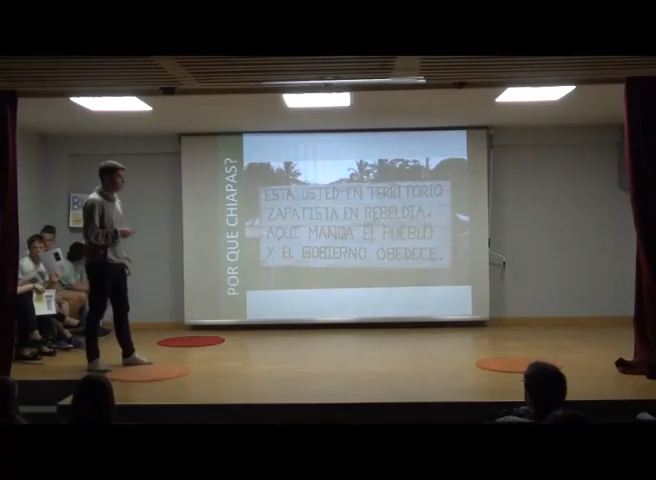 POR QUE CHIAPAS?
ESTA USTED EN TERRITORIO
ZAPATISTA EN REBELDIA.
AQUI MANDA EL PUEBLO
Y EL GOBIERNO OBEDECE.